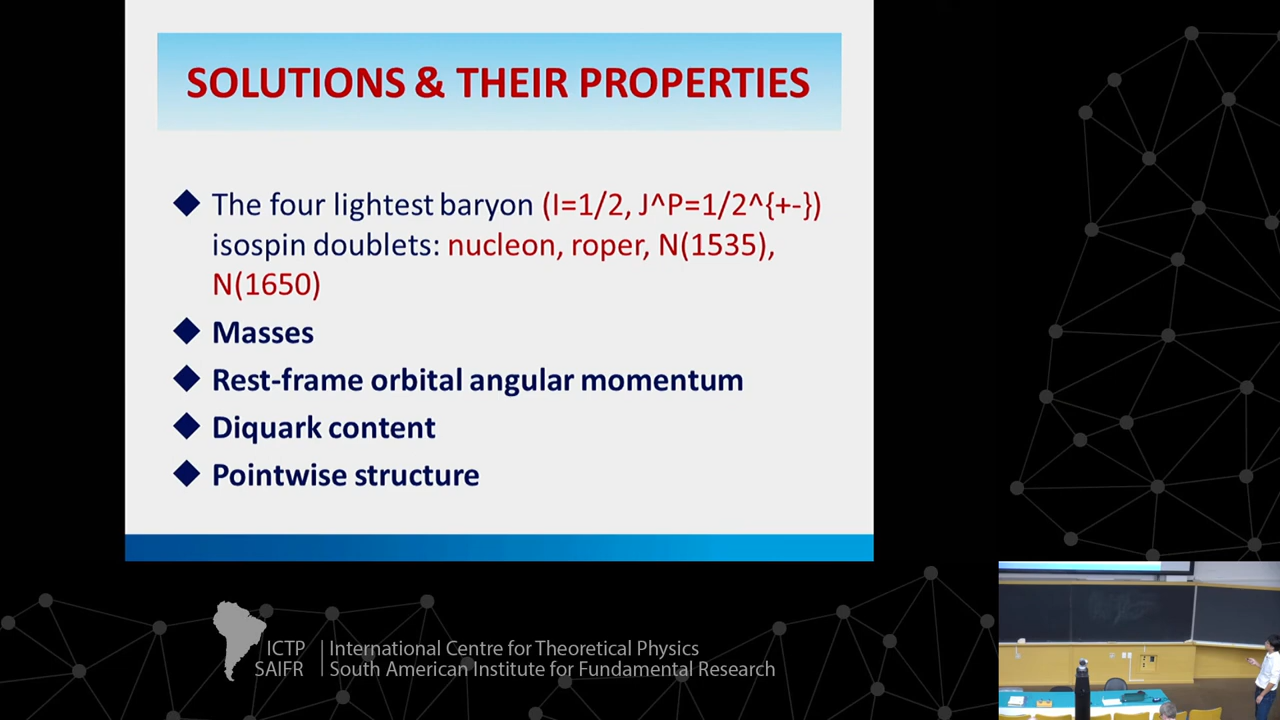 SOLUTIONS & THEIR PROPERTIES
The four lightest baryon (I=1/2, J^P=1/2^{+-})
isospin doublets: nucleon, roper, N(1535),
N(1650)
Masses
Rest-frame orbital angular momentum
Diquark content
Pointwise structure
ICTP
SAIFR
International Centre for Theoretical Physics
South American Institute for Fundamental Research